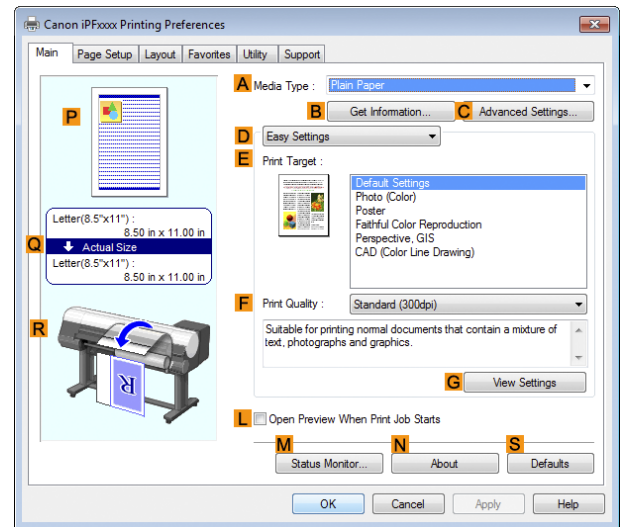 Canon iPFxxxx Printing Preferences
Main Page Setup Layout Favorites Utility Support
A Media Type : Plain Paper
B Get Information... C Advanced Settings...
P
D Easy Settings
E Print Target :
Default Settings
Photo (Color)
Poster
Faithful Color Reproduction
Perspective, GIS
CAD (Color Line Drawing)
Letter(8.5"x11") :
8.50 in x 11.00 in
Q Actual Size
Letter(8.5"x11") :
8.50 in x 11.00 in
F Print Quality : Standard (300dpi)
R
Suitable for printing normal documents that contain a mixture of
text, photographs and graphics.
R
G View Settings
L Open Preview When Print Job Starts
M Status Monitor... N About S Defaults
OK Cancel Apply Help